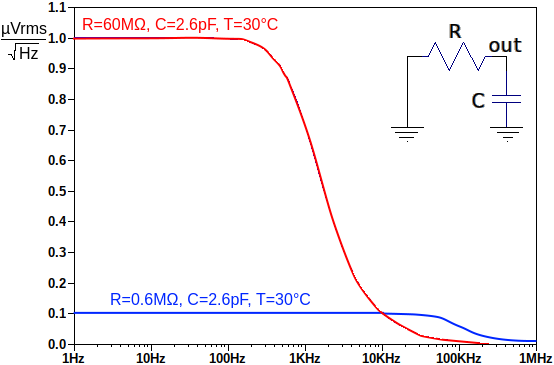 1.1
µVrms
√Hz
R=60MΩ, C=2.6pF, T=30°C
1.0
0.9
0.8
0.7
0.6
0.5
0.4
0.3
0.2
0.1
0.0
R
out
C
R=0.6MΩ, C=2.6pF, T=30°C
1Hz 10Hz 100Hz 1KHz 10KHz 100KHz 1MHz